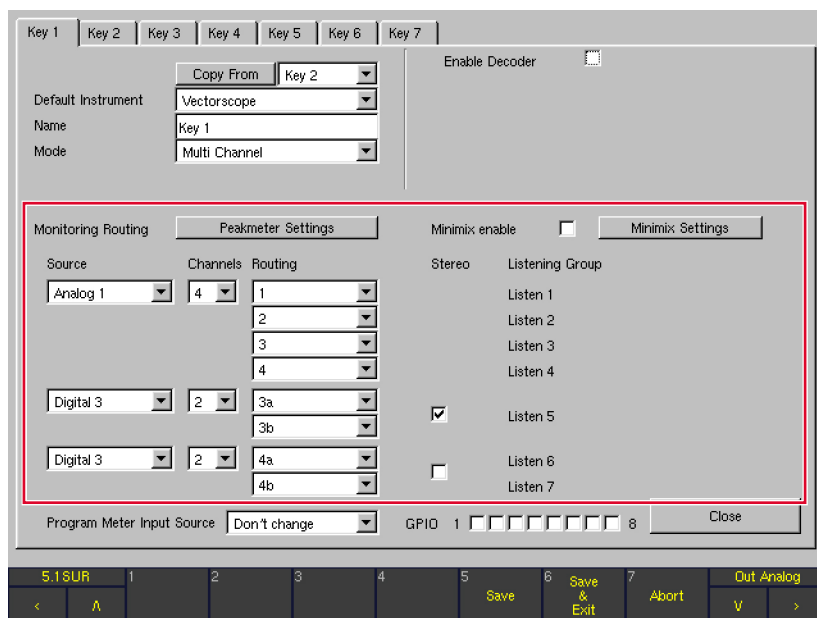 Key 1 Key 2 Key 3 Key 4 Key 5 Key 6 Key 7
Copy From Key 2 Enable Decoder
Default Instrument Vectorscope
Name Key 1
Mode Multi Channel
Monitoring Routing Peakmeter Settings Minimix enable Minimix Settings
Source Channels Routing Stereo Listening Group
Analog 1 4 1 Listen 1
2 Listen 2
3 Listen 3
4 Listen 4
Digital 3 2 3a
3b
Listen 5
Digital 3 2 4a Listen 6
4b Listen 7
Program Meter Input Source Don't change GPIO 1 8 Close
5.1SUR 1 2 3 4 5 Save 6 Save & Exit 7 Abort Out Analog
< Λ V >